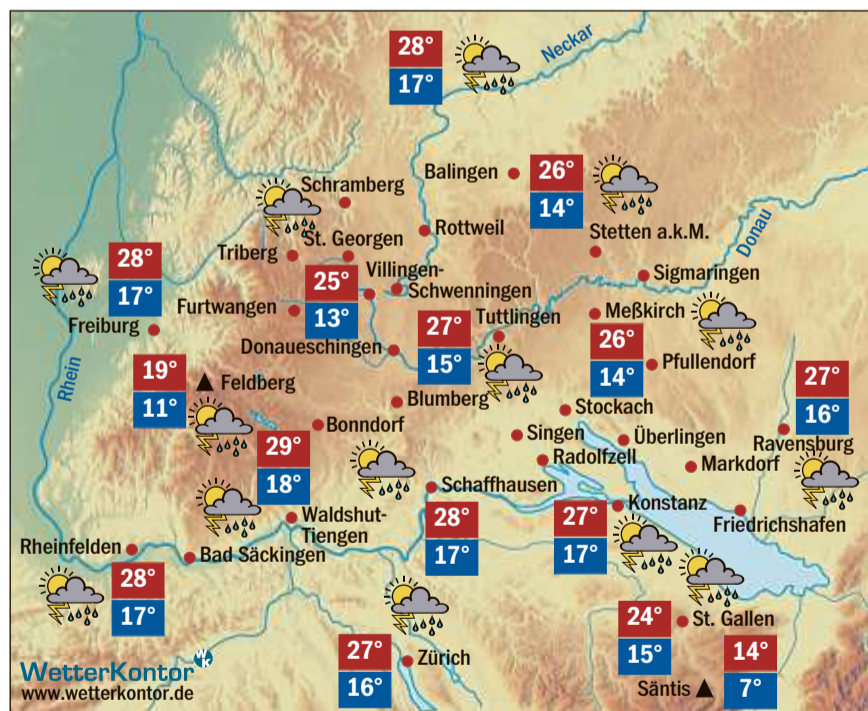 28°
17°
Neckar
Balingen
26°
14°
Schramberg
Rottweil
Stetten a.k.M.
Donau
Triberg
St. Georgen
28°
17°
Freiburg
25°
13°
Villingen-
Schwenningen
Sigmaringen
Furtwangen
Tuttlingen
27°
15°
Meßkirch
26°
14°
Donaueschingen
Pfullendorf
Rhein
19°
11°
Feldberg
Blumberg
Stockach
27°
16°
Ravensburg
Bonndorf
29°
18°
Singen
Überlingen
Radolfzell
Markdorf
Schaffhausen
28°
17°
Konstanz
27°
17°
Friedrichshafen
Waldshut-
Tiengen
Rheinfelden
Bad Säckingen
28°
17°
24°
15°
St. Gallen
Zürich
27°
16°
14°
7°
Säntis
WetterKontor
wk
www.wetterkontor.de